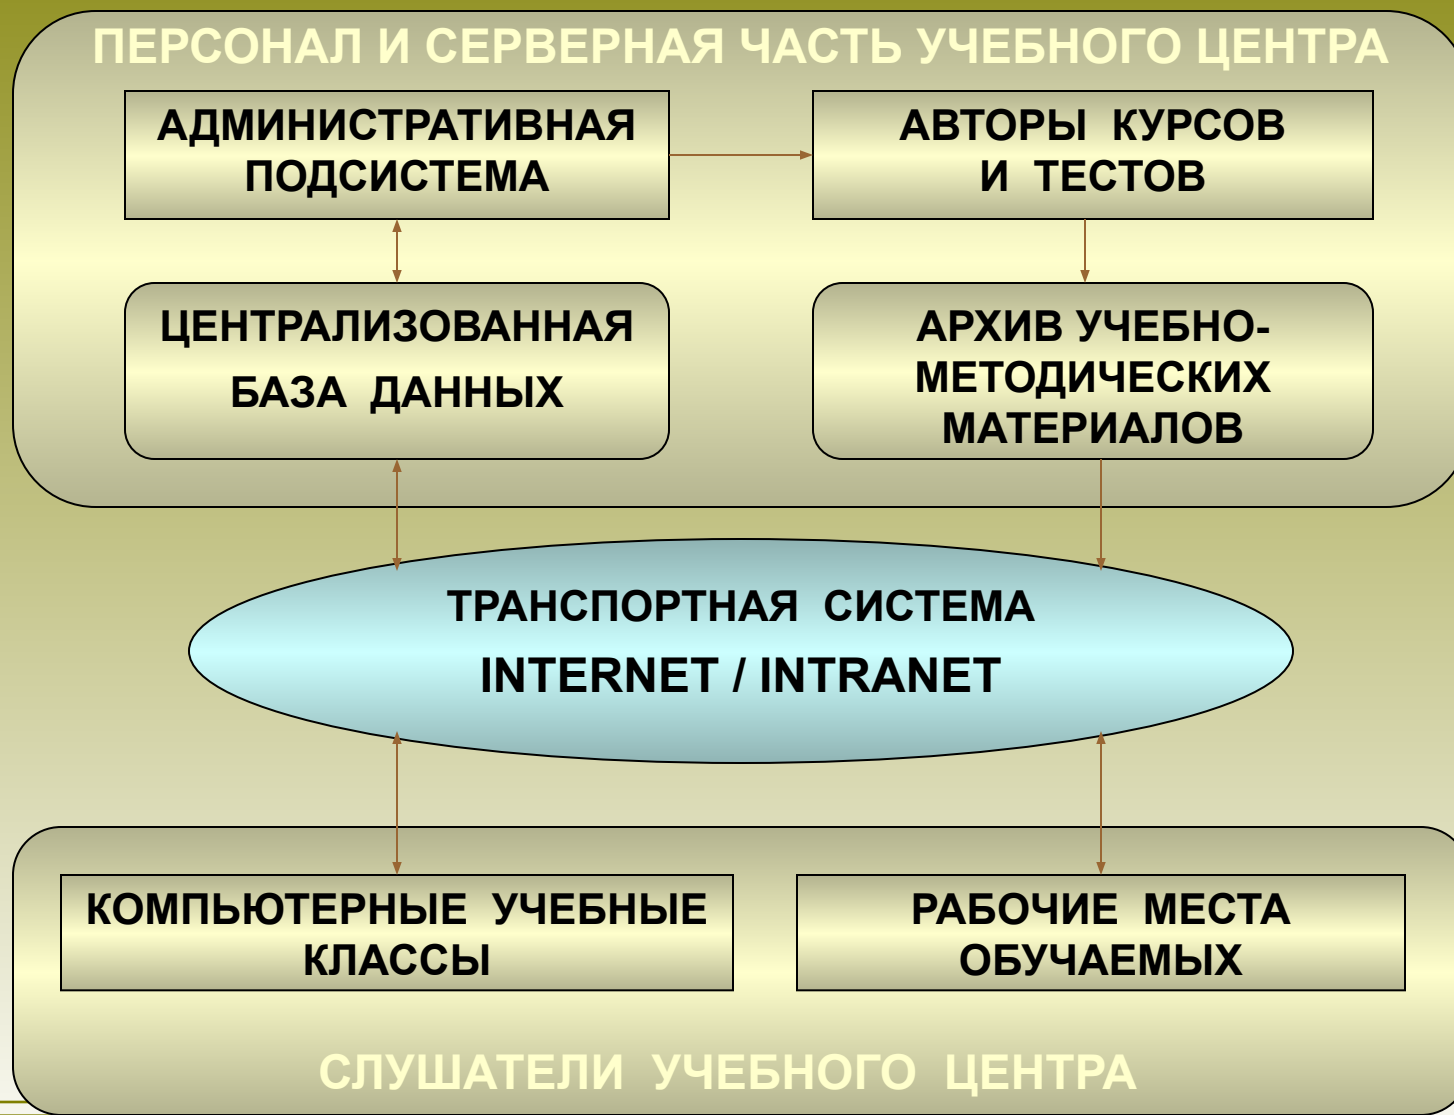 ПЕРСОНАЛ И СЕРВЕРНАЯ ЧАСТЬ УЧЕБНОГО ЦЕНТРА
АДМИНИСТРАТИВНАЯ
ПОДСИСТЕМА
АВТОРЫ КУРСОВ
И ТЕСТОВ
ЦЕНТРАЛИЗОВАННАЯ
БАЗА ДАННЫХ
АРХИВ УЧЕБНО-
МЕТОДИЧЕСКИХ
МАТЕРИАЛОВ
ТРАНСПОРТНАЯ СИСТЕМА
INTERNET / INTRANET
КОМПЬЮТЕРНЫЕ УЧЕБНЫЕ
КЛАССЫ
РАБОЧИЕ МЕСТА
ОБУЧАЕМЫХ
СЛУШАТЕЛИ УЧЕБНОГО ЦЕНТРА